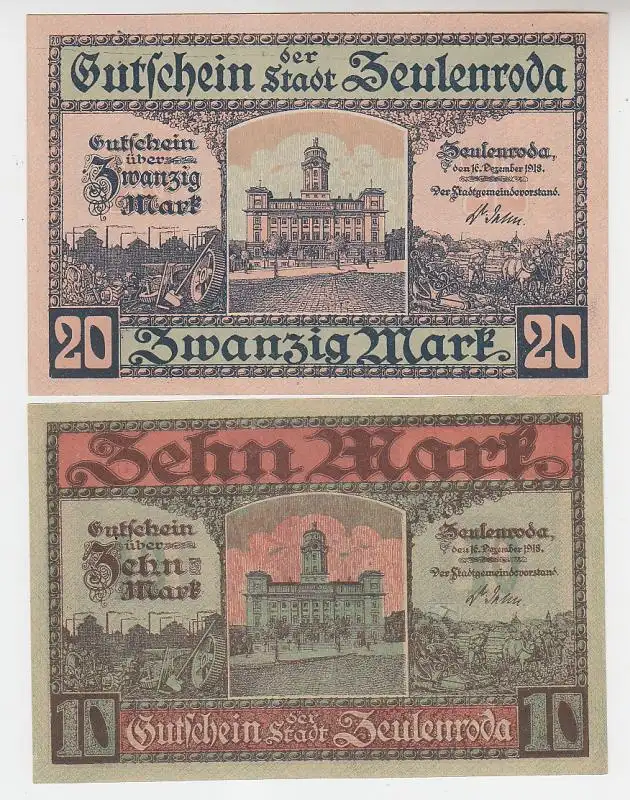 Gutschein der Stadt Zeulenroda
Gutschein
über
Zwanzig
Mark
Zeulenroda,
den 16. Dezember 1918.
Der Stadtgemeindevorstand.
20 Zwanzig Mark 20
Zehn Mark
Gutschein
über
Zehn
Mark
Zeulenroda,
den 16. Dezember 1918.
Der Stadtgemeindevorstand.
10 Gutschein der Stadt Zeulenroda 10